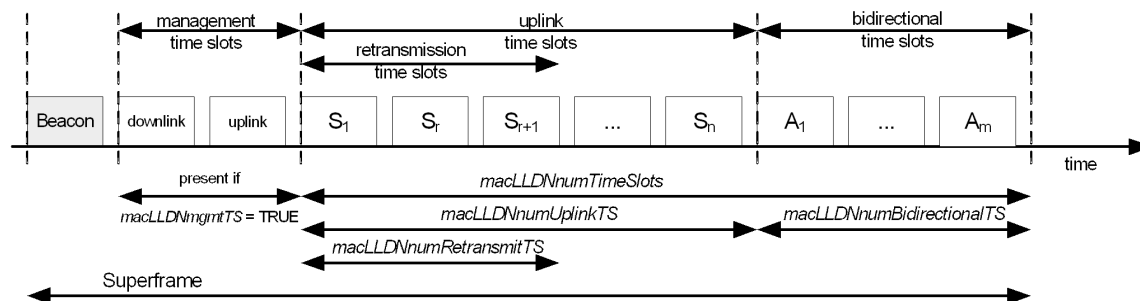 management
time slots
uplink
time slots
bidirectional
time slots
retransmission
time slots
Beacon
downlink
uplink
S1
Sr
Sr+1
...
Sn
A1
...
Am
time
present if
macLLDNmgmtTS = TRUE
macLLDNnumTimeSlots
macLLDNnumUplinkTS
macLLDNnumBidirectionalTS
macLLDNnumRetransmitTS
Superframe